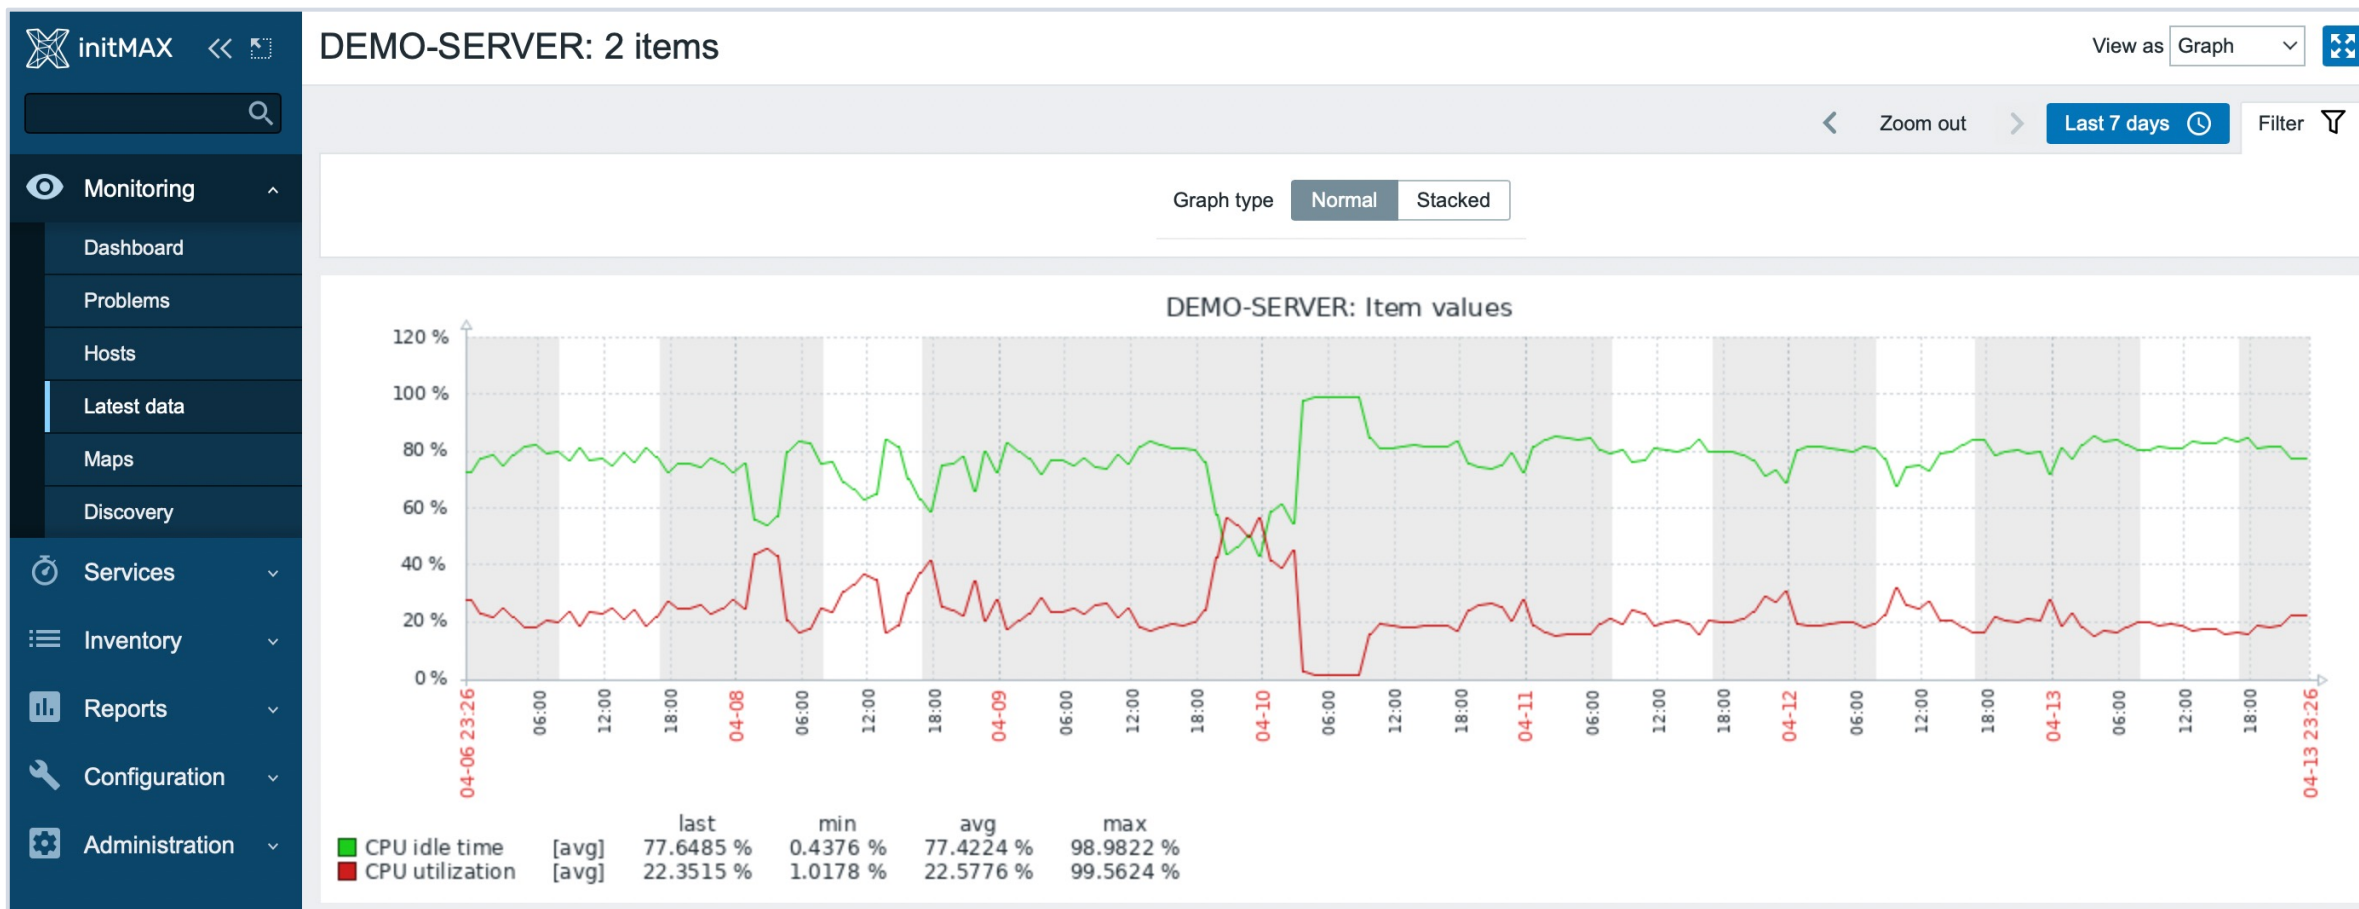 initMAX
DEMO-SERVER: 2 items
View as Graph
Zoom out
Last 7 days
Filter
Monitoring
Dashboard
Problems
Hosts
Latest data
Maps
Discovery
Services
Inventory
Reports
Configuration
Administration
Graph type Normal Stacked
DEMO-SERVER: Item values
120 %
100 %
80 %
60 %
40 %
20 %
0 %
04-06 23:26 06:00 12:00 18:00 04-08 06:00 12:00 18:00 04-09 06:00 12:00 18:00 04-10 06:00 12:00 18:00 04-11 06:00 12:00 18:00 04-12 06:00 12:00 18:00 04-13 06:00 12:00 18:00 04-13 23:26
last min avg max
CPU idle time [avg] 77.6485 % 0.4376 % 77.4224 % 98.9822 %
CPU utilization [avg] 22.3515 % 1.0178 % 22.5776 % 99.5624 %